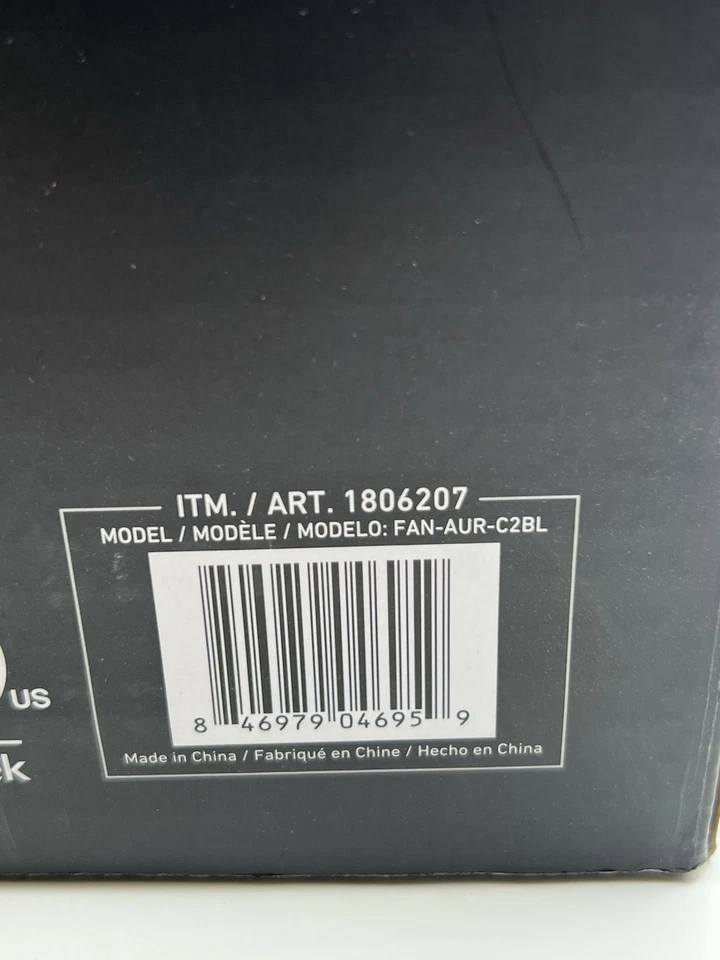 ITM. / ART. 1806207
MODEL / MODÈLE / MODELO: FAN-AUR-C2BL
8 46979 04695 9
Made in China / Fabriqué en Chine / Hecho en China
US